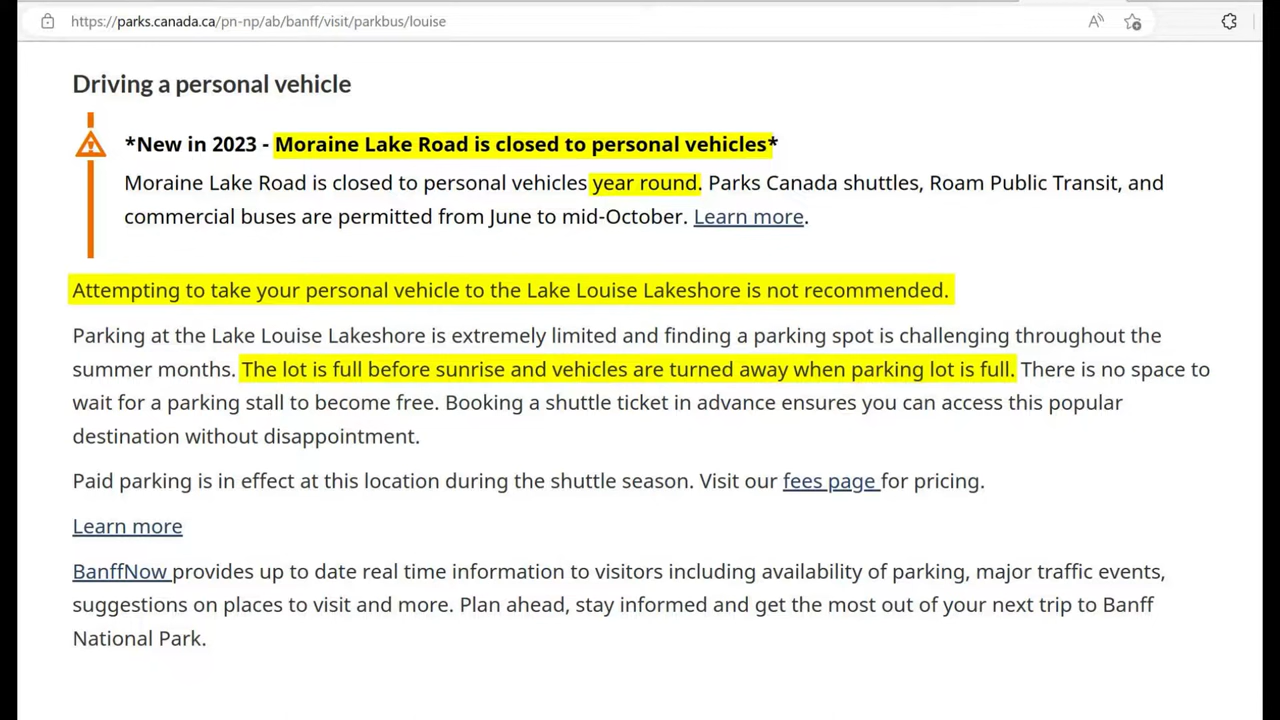 https://parks.canada.ca/pn-np/ab/banff/visit/parkbus/louise
Driving a personal vehicle
*New in 2023 - Moraine Lake Road is closed to personal vehicles*
Moraine Lake Road is closed to personal vehicles year round. Parks Canada shuttles, Roam Public Transit, and
commercial buses are permitted from June to mid-October. Learn more.
Attempting to take your personal vehicle to the Lake Louise Lakeshore is not recommended.
Parking at the Lake Louise Lakeshore is extremely limited and finding a parking spot is challenging throughout the
summer months. The lot is full before sunrise and vehicles are turned away when parking lot is full. There is no space to
wait for a parking stall to become free. Booking a shuttle ticket in advance ensures you can access this popular
destination without disappointment.
Paid parking is in effect at this location during the shuttle season. Visit our fees page for pricing.
Learn more
BanffNow provides up to date real time information to visitors including availability of parking, major traffic events,
suggestions on places to visit and more. Plan ahead, stay informed and get the most out of your next trip to Banff
National Park.